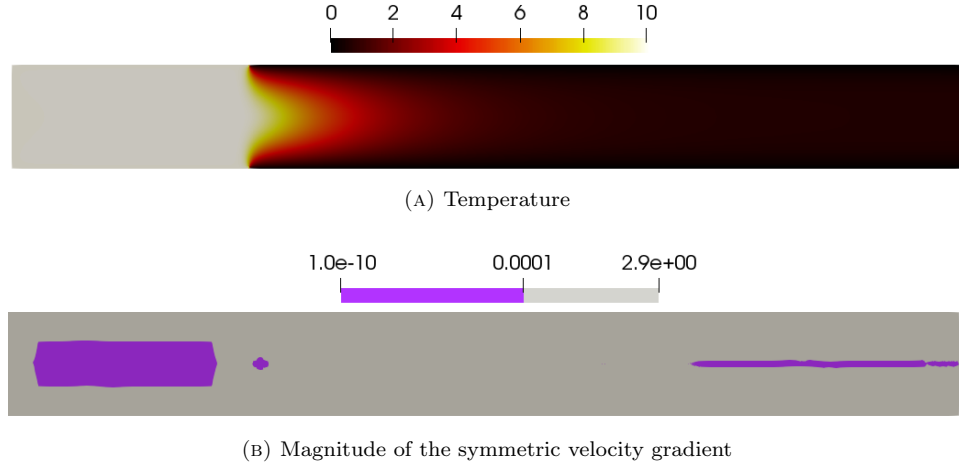 0 2 4 6 8 10
(A) Temperature
1.0e-10 0.0001 2.9e+00
(B) Magnitude of the symmetric velocity gradient